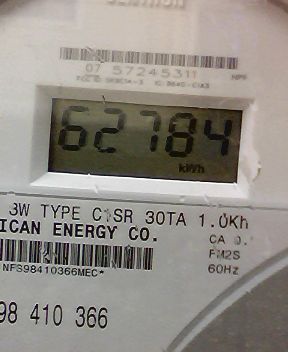 07 57245311
62784
kWh
3W TYPE C1SR 30TA 1.0Kh
ICAN ENERGY CO.
CA 0.
FM2S
NFS98410366MEC*
60Hz
98 410 366